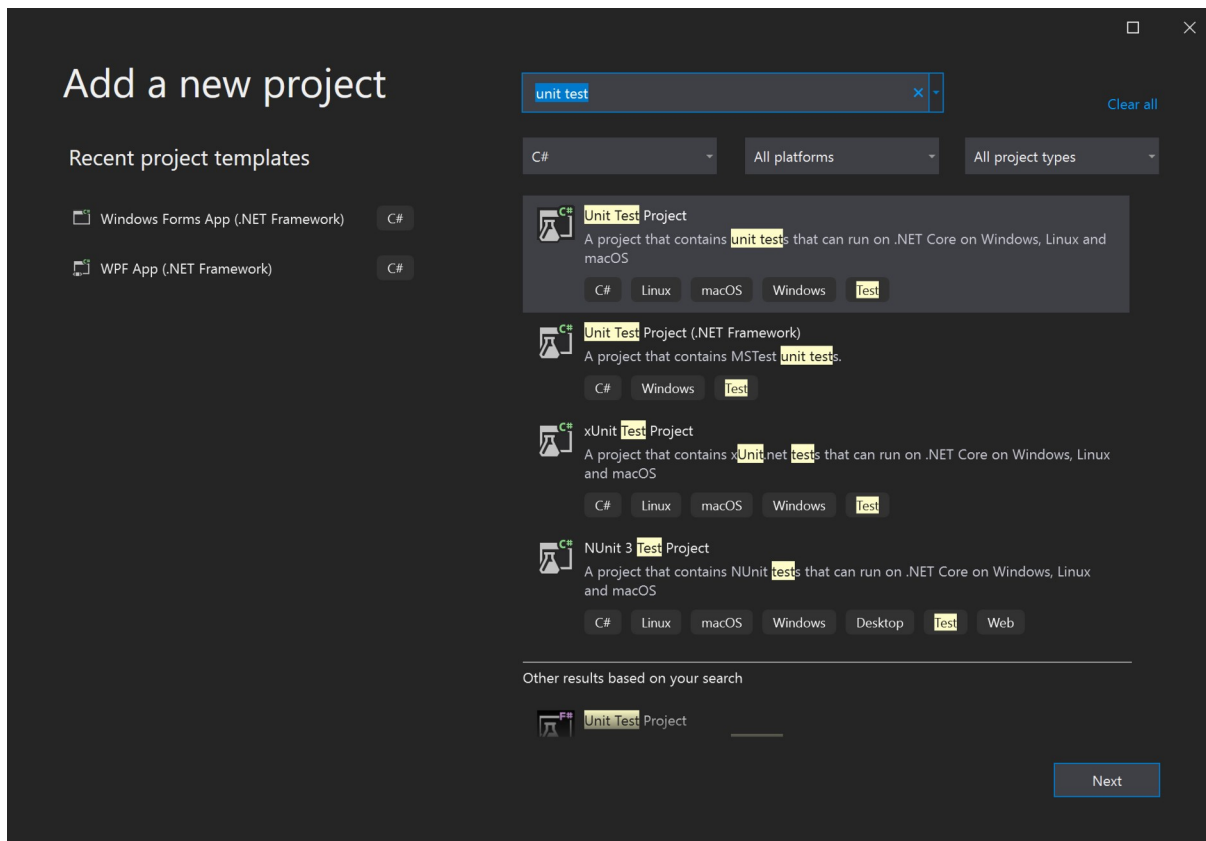 Add a new project
unit test
Clear all
Recent project templates
C#
All platforms
All project types
Windows Forms App (.NET Framework)
C#
WPF App (.NET Framework)
C#
C#
Unit Test Project
A project that contains unit tests that can run on .NET Core on Windows, Linux and
macOS
C#
Linux
macOS
Windows
Test
C#
Unit Test Project (.NET Framework)
A project that contains MSTest unit tests.
C#
Windows
Test
C#
xUnit Test Project
A project that contains xUnit.net tests that can run on .NET Core on Windows, Linux
and macOS
C#
Linux
macOS
Windows
Test
C#
NUnit 3 Test Project
A project that contains NUnit tests that can run on .NET Core on Windows, Linux
and macOS
C#
Linux
macOS
Windows
Desktop
Test
Web
Other results based on your search
F#
Unit Test Project
Next